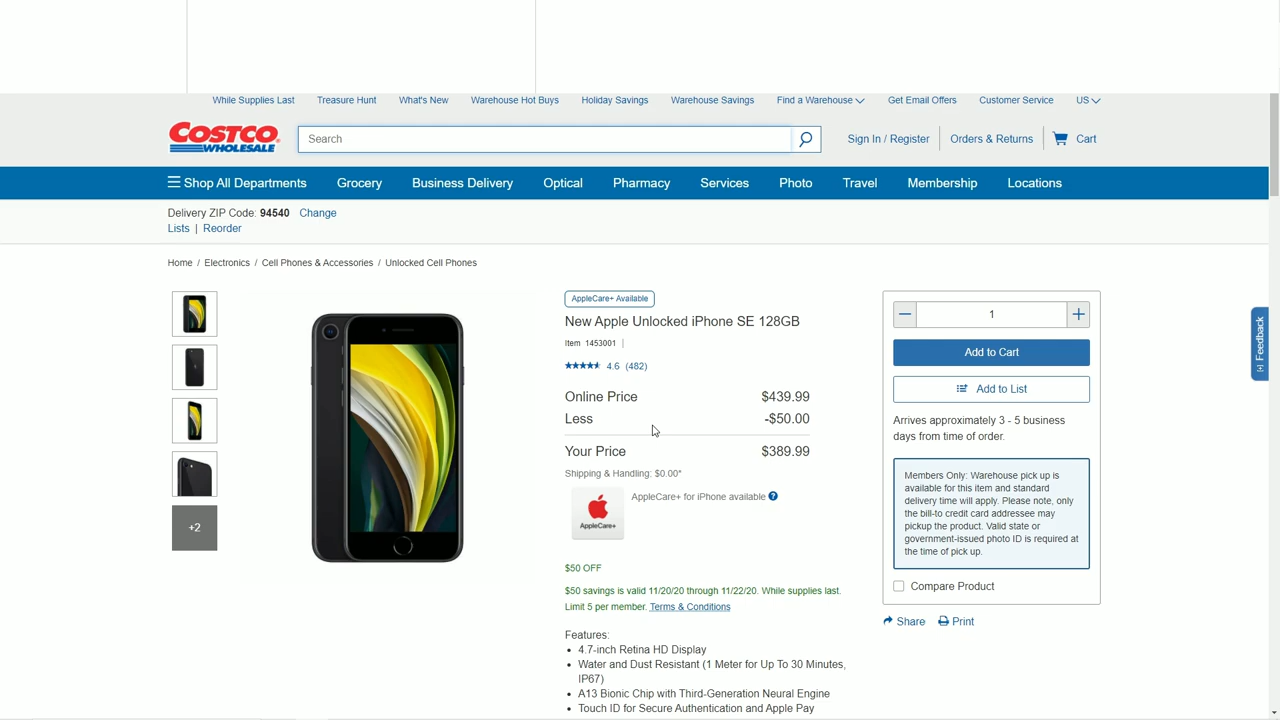 While Supplies Last Treasure Hunt What's New Warehouse Hot Buys Holiday Savings Warehouse Savings Find a Warehouse Get Email Offers Customer Service US
COSTCO
WHOLESALE
Search
Sign In / Register Orders & Returns Cart
Shop All Departments Grocery Business Delivery Optical Pharmacy Services Photo Travel Membership Locations
Delivery ZIP Code: 94540 Change
Lists | Reorder
Home / Electronics / Cell Phones & Accessories / Unlocked Cell Phones
+2
AppleCare+ Available
New Apple Unlocked iPhone SE 128GB
Item 1453001 |
4.6 (482)
Online Price $439.99
Less -$50.00
Your Price $389.99
Shipping & Handling: $0.00*
AppleCare+ for iPhone available ?
AppleCare+
$50 OFF
$50 savings is valid 11/20/20 through 11/22/20. While supplies last.
Limit 5 per member. Terms & Conditions
Features:
• 4.7-inch Retina HD Display
• Water and Dust Resistant (1 Meter for Up To 30 Minutes,
IP67)
• A13 Bionic Chip with Third-Generation Neural Engine
• Touch ID for Secure Authentication and Apple Pay
1
Add to Cart
Add to List
Arrives approximately 3 - 5 business
days from time of order.
Members Only: Warehouse pick up is
available for this item and standard
delivery time will apply. Please note, only
the bill-to credit card addressee may
pickup the product. Valid state or
government-issued photo ID is required at
the time of pick up.
Compare Product
Share Print
[+] Feedback